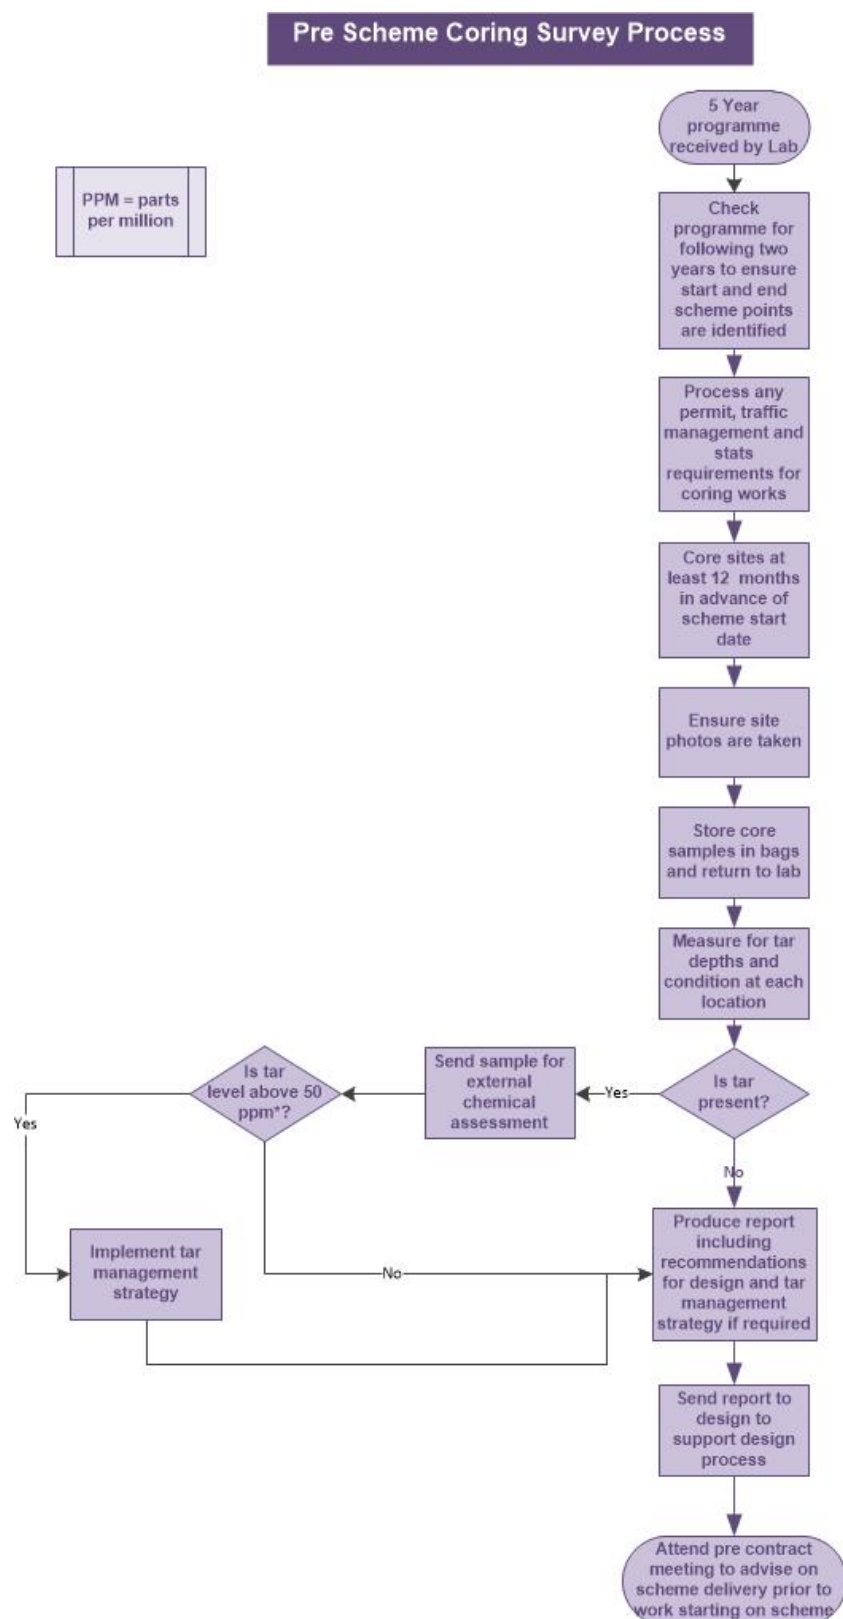 Pre Scheme Coring Survey Process
5 Year
programme
received by Lab
PPM = parts
per million
Check
programme for
following two
years to ensure
start and end
scheme points
are identified
Process any
permit, traffic
management and
stats
requirements for
coring works
Core sites at
least 12 months
in advance of
scheme start
date
Ensure site
photos are taken
Store core
samples in bags
and return to lab
Measure for tar
depths and
condition at each
location
Is tar
present?
Yes
Send sample for
external
chemical
assessment
Is tar
level above 50
ppm*?
Yes
No
Implement tar
management
strategy
No
Produce report
including
recommendations
for design and tar
management
strategy if required
Send report to
design to
support design
process
Attend pre contract
meeting to advise on
scheme delivery prior to
work starting on scheme